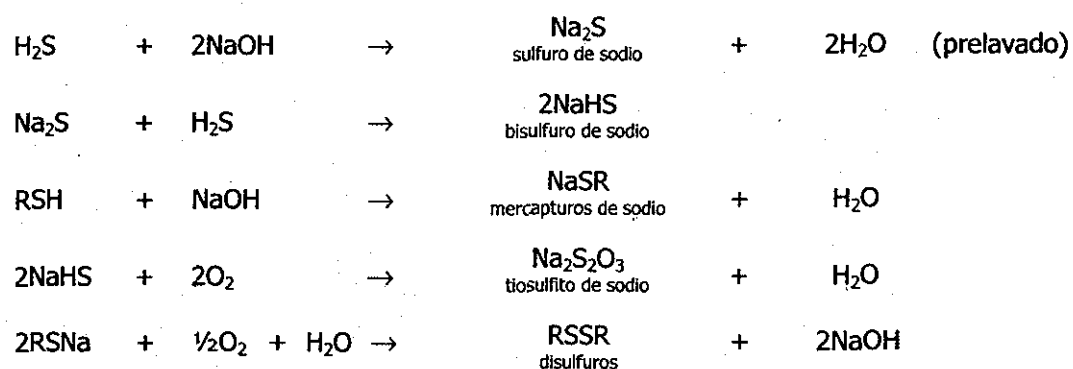 H₂S + 2NaOH → Na₂S + 2H₂O (prelavado)
sulfuro de sodio
Na₂S + H₂S → 2NaHS
bisulfuro de sodio
RSH + NaOH → NaSR + H₂O
mercapturos de sodio
2NaHS + 2O₂ → Na₂S₂O₃ + H₂O
tiosulfito de sodio
2RSNa + ½O₂ + H₂O → RSSR + 2NaOH
disulfuros